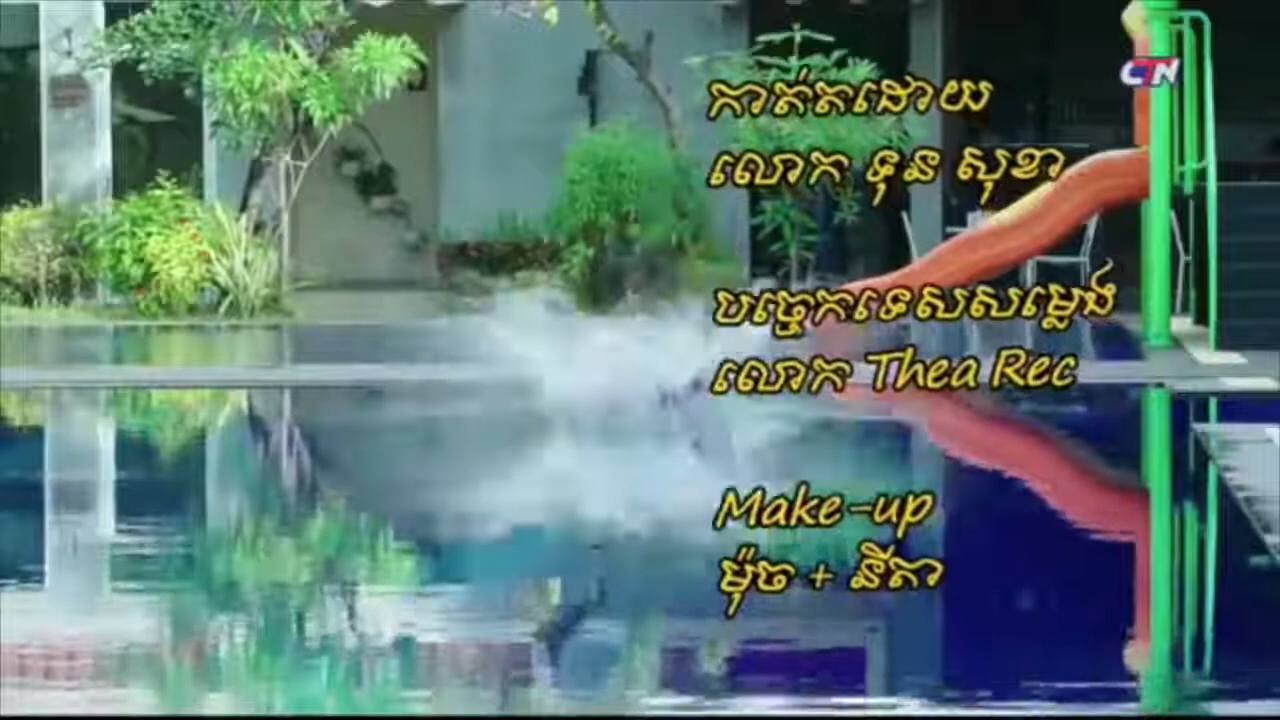 CTN
កាត់តដោយ
លោក ទុន សុខា
បច្ចេកទេសសម្លេង
លោក Thea Rec
Make-up
ម៉ុច + នីតា